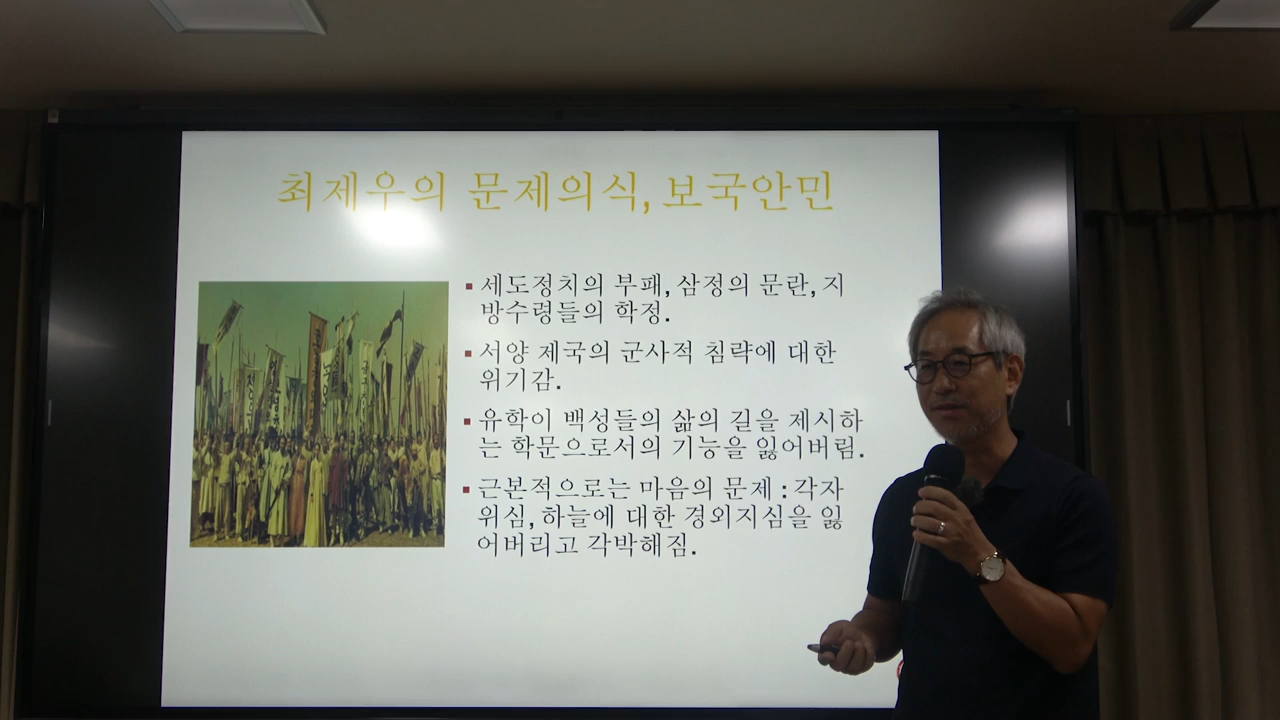 최제우의 문제의식, 보국안민
▪ 세도정치의 부패, 삼정의 문란, 지
방수령들의 학정.
▪ 서양 제국의 군사적 침략에 대한
위기감.
▪ 유학이 백성들의 삶의 길을 제시하
는 학문으로서의 기능을 잃어버림.
▪ 근본적으로는 마음의 문제 : 각자
위심, 하늘에 대한 경외지심을 잃
어버리고 각박해짐.